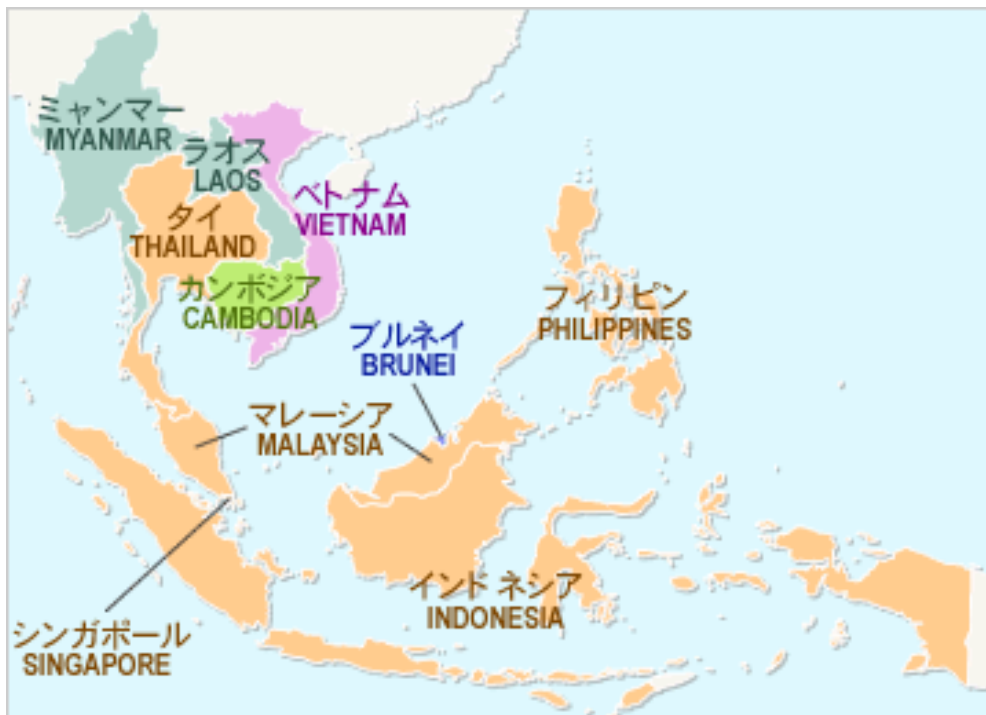 ミャンマー
MYANMAR
ラオス
LAOS
ベトナム
VIETNAM
タイ
THAILAND
カンボジア
CAMBODIA
フィリピン
PHILIPPINES
ブルネイ
BRUNEI
マレーシア
MALAYSIA
インドネシア
INDONESIA
シンガポール
SINGAPORE